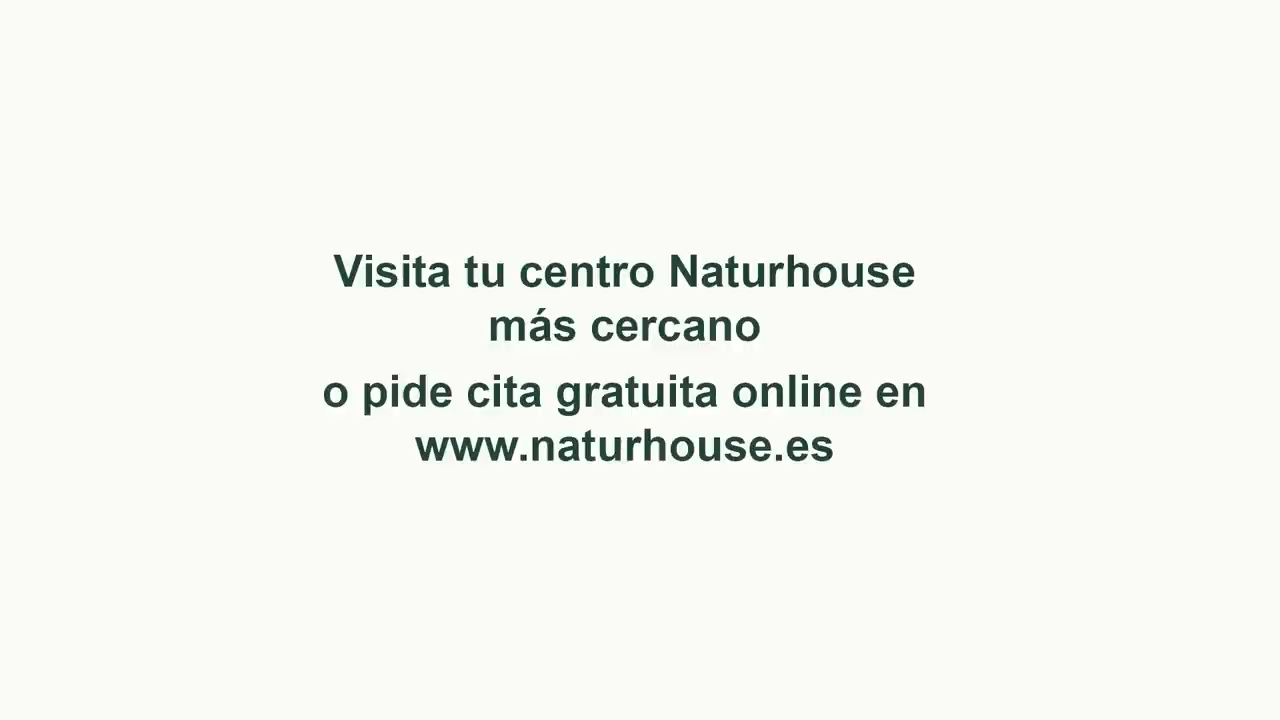 Visita tu centro Naturhouse
más cercano
o pide cita gratuita online en
www.naturhouse.es